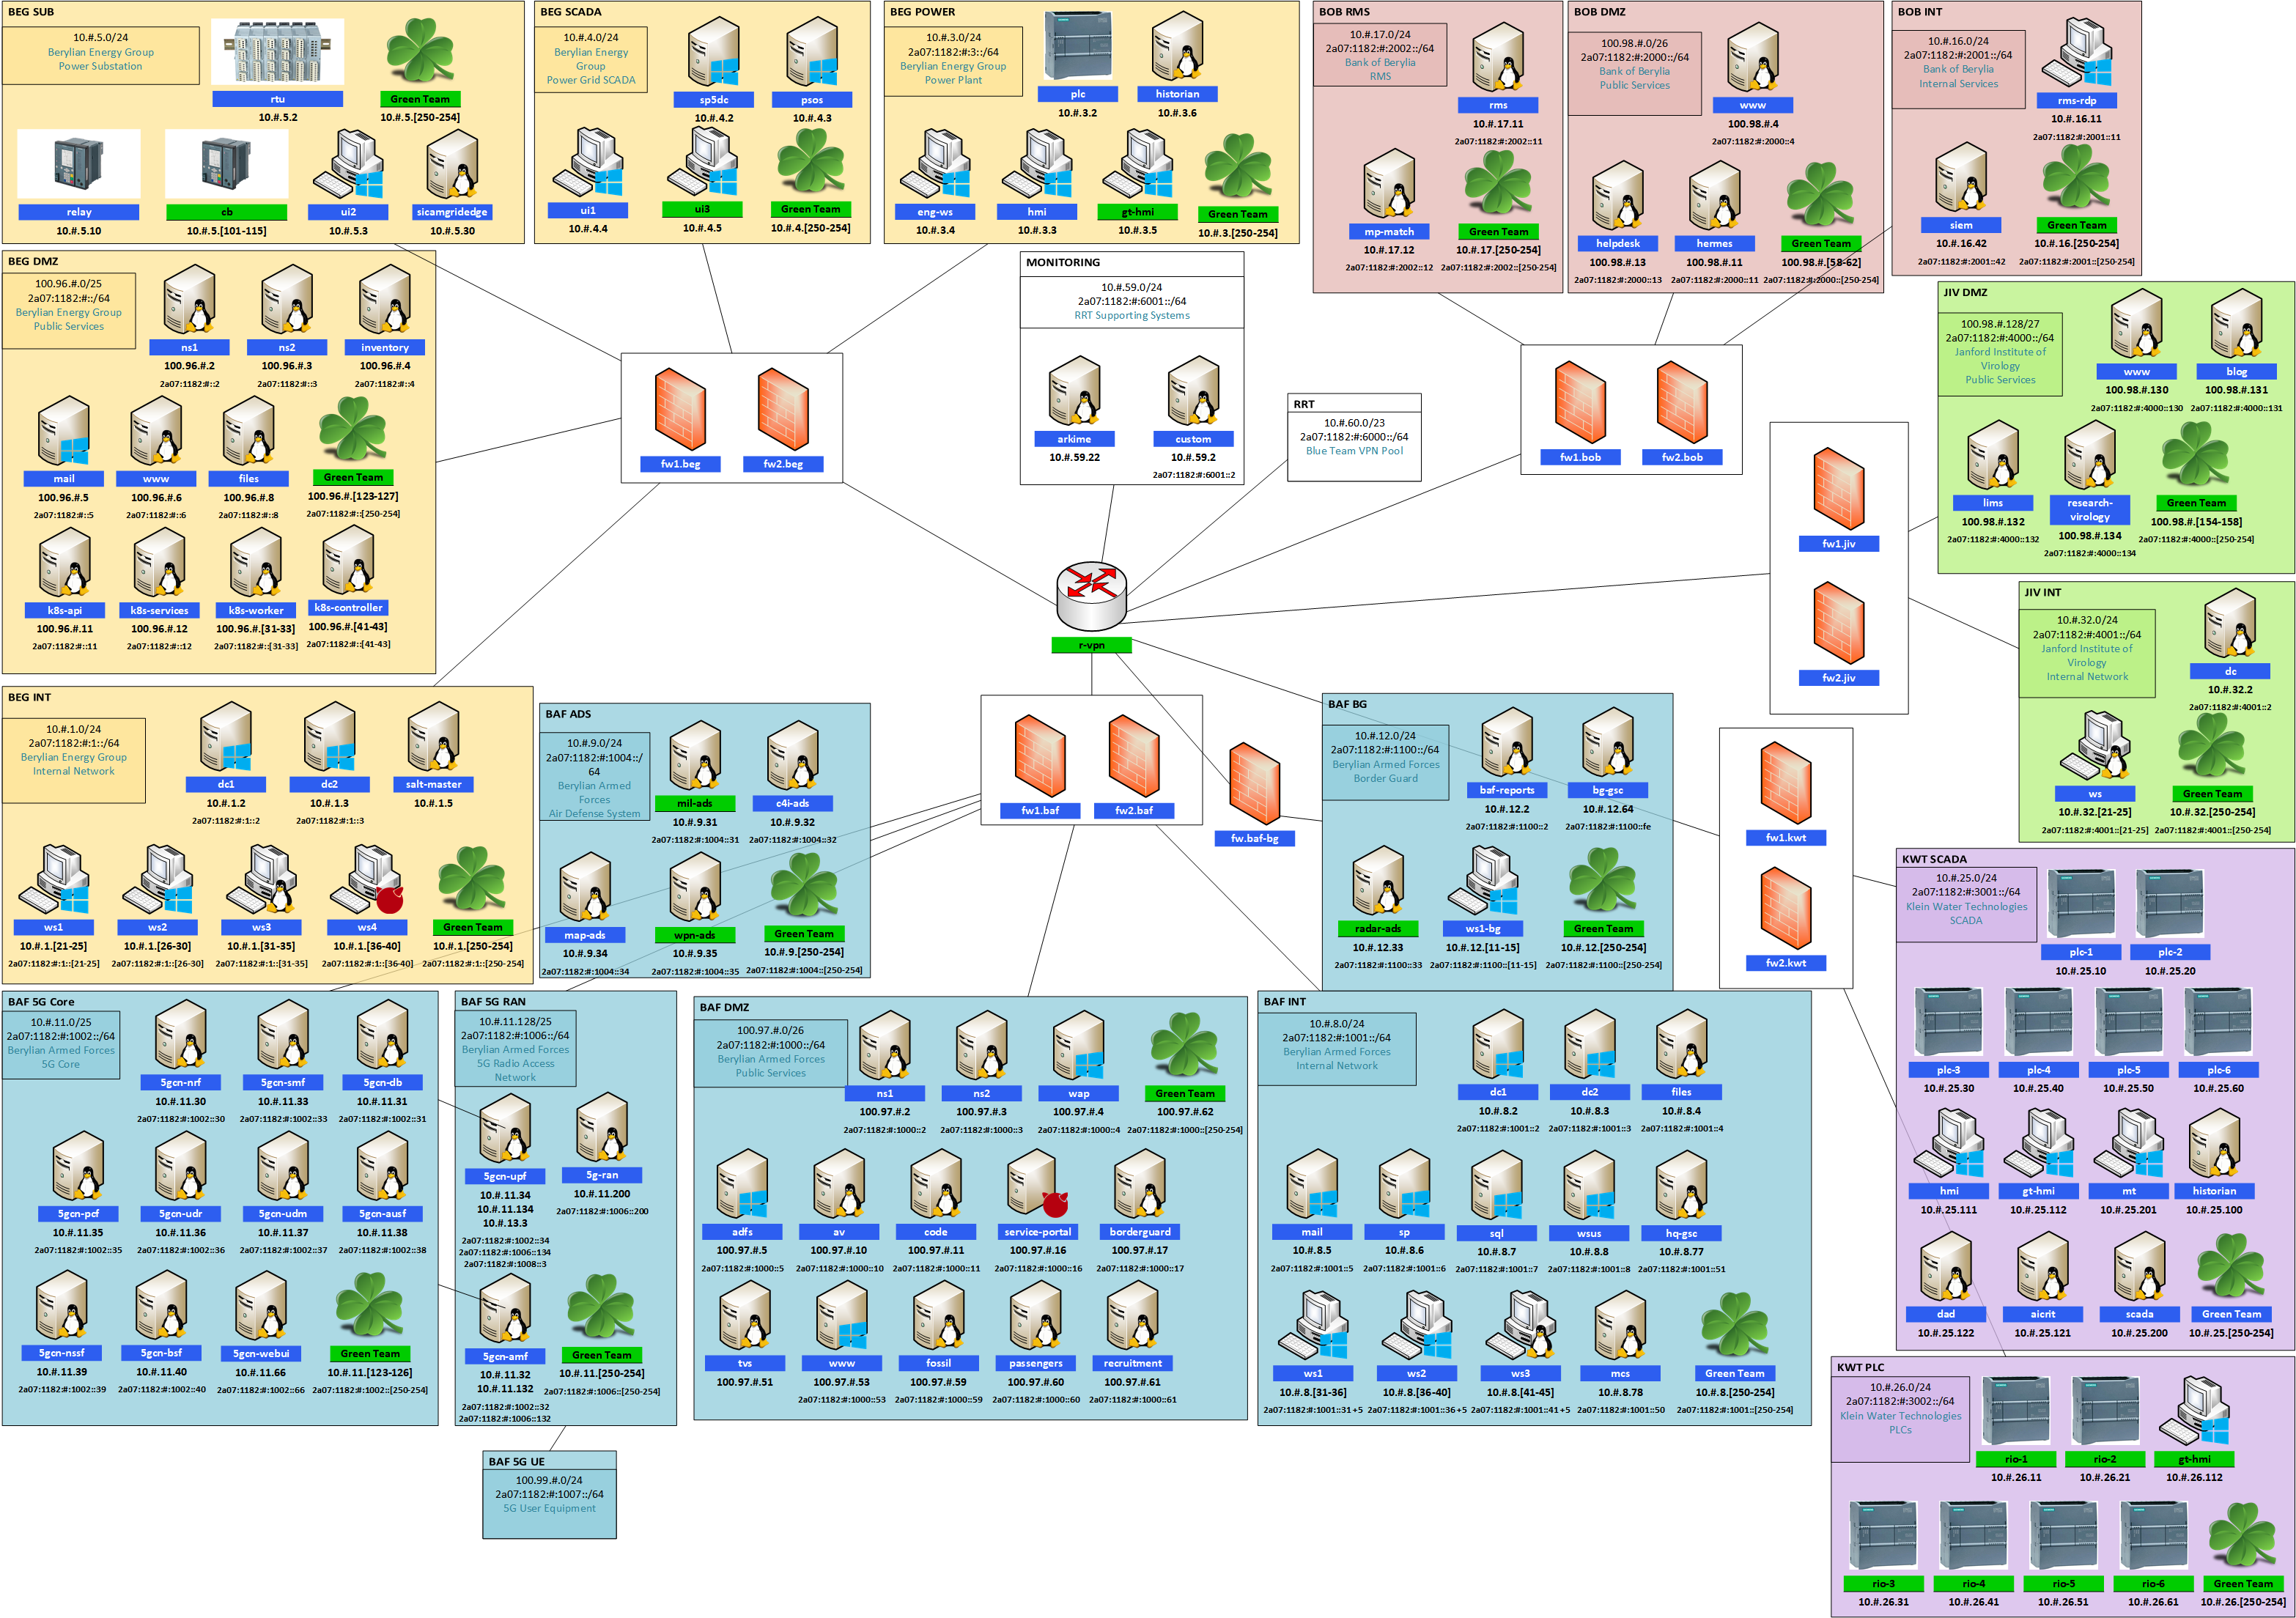 BEG SUB
10.#.5.0/24
Berylian Energy Group
Power Substation
rtu
10.#.5.2
Green Team
10.#.5.[250-254]
relay
10.#.5.10
cb
10.#.5.[101-115]
ui2
10.#.5.3
sicamgridedge
10.#.5.30
BEG SCADA
10.#.4.0/24
Berylian Energy
Group
Power Grid SCADA
sp5dc
10.#.4.2
psos
10.#.4.3
ui1
10.#.4.4
ui3
10.#.4.5
Green Team
10.#.4.[250-254]
BEG POWER
10.#.3.0/24
2a07:1182:#:3::/64
Berylian Energy Group
Power Plant
plc
10.#.3.2
historian
10.#.3.6
eng-ws
10.#.3.4
hmi
10.#.3.3
gt-hmi
10.#.3.5
Green Team
10.#.3.[250-254]
BOB RMS
10.#.17.0/24
2a07:1182:#:2002::/64
Bank of Berylia
RMS
rms
10.#.17.11
2a07:1182:#:2002::11
mp-match
10.#.17.12
2a07:1182:#:2002::12
Green Team
10.#.17.[250-254]
2a07:1182:#:2002::[250-254]
BOB DMZ
100.98.#.0/26
2a07:1182:#:2000::/64
Bank of Berylia
Public Services
www
100.98.#.4
2a07:1182:#:2000::4
helpdesk
100.98.#.13
2a07:1182:#:2000::13
hermes
100.98.#.11
2a07:1182:#:2000::11
Green Team
100.98.#.[58-62]
2a07:1182:#:2000::[250-254]
BOB INT
10.#.16.0/24
2a07:1182:#:2001::/64
Bank of Berylia
Internal Services
rms-rdp
10.#.16.11
2a07:1182:#:2001::11
siem
10.#.16.42
2a07:1182:#:2001::42
Green Team
10.#.16.[250-254]
2a07:1182:#:2001::[250-254]
BEG DMZ
100.96.#.0/25
2a07:1182:#::/64
Berylian Energy Group
Public Services
ns1
100.96.#.2
2a07:1182:#::2
ns2
100.96.#.3
2a07:1182:#::3
inventory
100.96.#.4
2a07:1182:#::4
mail
100.96.#.5
2a07:1182:#::5
www
100.96.#.6
2a07:1182:#::6
files
100.96.#.8
2a07:1182:#::8
Green Team
100.96.#.[123-127]
2a07:1182:#::[250-254]
k8s-api
100.96.#.11
2a07:1182:#::11
k8s-services
100.96.#.12
2a07:1182:#::12
k8s-worker
100.96.#.[31-33]
2a07:1182:#::[31-33]
k8s-controller
100.96.#.[41-43]
2a07:1182:#::[41-43]
fw1.beg
fw2.beg
MONITORING
10.#.59.0/24
2a07:1182:#:6001::/64
RRT Supporting Systems
arkime
10.#.59.22
custom
10.#.59.2
2a07:1182:#:6001::2
RRT
10.#.60.0/23
2a07:1182:#:6000::/64
Blue Team VPN Pool
fw1.bob
fw2.bob
r-vpn
fw1.jiv
fw2.jiv
JIV DMZ
100.98.#.128/27
2a07:1182:#:4000::/64
Janford Institute of
Virology
Public Services
www
100.98.#.130
2a07:1182:#:4000::130
blog
100.98.#.131
2a07:1182:#:4000::131
lims
100.98.#.132
2a07:1182:#:4000::132
research-
virology
100.98.#.134
2a07:1182:#:4000::134
Green Team
100.98.#.[154-158]
2a07:1182:#:4000::[250-254]
JIV INT
10.#.32.0/24
2a07:1182:#:4001::/64
Janford Institute of
Virology
Internal Network
dc
10.#.32.2
2a07:1182:#:4001::2
ws
10.#.32.[21-25]
2a07:1182:#:4001::[21-25]
Green Team
10.#.32.[250-254]
2a07:1182:#:4001::[250-254]
BEG INT
10.#.1.0/24
2a07:1182:#:1::/64
Berylian Energy Group
Internal Network
dc1
10.#.1.2
2a07:1182:#:1::2
dc2
10.#.1.3
2a07:1182:#:1::3
salt-master
10.#.1.5
ws1
10.#.1.[21-25]
2a07:1182:#:1::[21-25]
ws2
10.#.1.[26-30]
2a07:1182:#:1::[26-30]
ws3
10.#.1.[31-35]
2a07:1182:#:1::[31-35]
ws4
10.#.1.[36-40]
2a07:1182:#:1::[36-40]
Green Team
10.#.1.[250-254]
2a07:1182:#:1::[250-254]
BAF ADS
10.#.9.0/24
2a07:1182:#:1004::/
64
Berylian Armed
Forces
Air Defense System
mil-ads
10.#.9.31
2a07:1182:#:1004::31
c4i-ads
10.#.9.32
2a07:1182:#:1004::32
map-ads
10.#.9.34
2a07:1182:#:1004::34
wpn-ads
10.#.9.35
2a07:1182:#:1004::35
Green Team
10.#.9.[250-254]
2a07:1182:#:1004::[250-254]
fw1.baf
fw2.baf
fw.baf-bg
BAF BG
10.#.12.0/24
2a07:1182:#:1100::/64
Berylian Armed Forces
Border Guard
baf-reports
10.#.12.2
2a07:1182:#:1100::2
bg-gsc
10.#.12.64
2a07:1182:#:1100::fe
radar-ads
10.#.12.33
2a07:1182:#:1100::33
ws1-bg
10.#.12.[11-15]
2a07:1182:#:1100::[11-15]
Green Team
10.#.12.[250-254]
2a07:1182:#:1100::[250-254]
fw1.kwt
fw2.kwt
KWT SCADA
10.#.25.0/24
2a07:1182:#:3001::/64
Klein Water Technologies
SCADA
plc-1
10.#.25.10
plc-2
10.#.25.20
plc-3
10.#.25.30
plc-4
10.#.25.40
plc-5
10.#.25.50
plc-6
10.#.25.60
hmi
10.#.25.111
gt-hmi
10.#.25.112
mt
10.#.25.201
historian
10.#.25.100
dad
10.#.25.122
aicrit
10.#.25.121
scada
10.#.25.200
Green Team
10.#.25.[250-254]
BAF 5G Core
10.#.11.0/25
2a07:1182:#:1002::/64
Berylian Armed Forces
5G Core
5gcn-nrf
10.#.11.30
2a07:1182:#:1002::30
5gcn-smf
10.#.11.33
2a07:1182:#:1002::33
5gcn-db
10.#.11.31
2a07:1182:#:1002::31
5gcn-pcf
10.#.11.35
2a07:1182:#:1002::35
5gcn-udr
10.#.11.36
2a07:1182:#:1002::36
5gcn-udm
10.#.11.37
2a07:1182:#:1002::37
5gcn-ausf
10.#.11.38
2a07:1182:#:1002::38
5gcn-nssf
10.#.11.39
2a07:1182:#:1002::39
5gcn-bsf
10.#.11.40
2a07:1182:#:1002::40
5gcn-webui
10.#.11.66
2a07:1182:#:1002::66
Green Team
10.#.11.[123-126]
2a07:1182:#:1002::[250-254]
BAF 5G RAN
10.#.11.128/25
2a07:1182:#:1006::/64
Berylian Armed Forces
5G Radio Access
Network
5gcn-upf
10.#.11.34
10.#.11.134
10.#.13.3
2a07:1182:#:1002::34
2a07:1182:#:1006::134
2a07:1182:#:1008::3
5g-ran
10.#.11.200
2a07:1182:#:1006::200
5gcn-amf
10.#.11.32
10.#.11.132
2a07:1182:#:1002::32
2a07:1182:#:1006::132
Green Team
10.#.11.[250-254]
2a07:1182:#:1006::[250-254]
BAF 5G UE
100.99.#.0/24
2a07:1182:#:1007::/64
5G User Equipment
BAF DMZ
100.97.#.0/26
2a07:1182:#:1000::/64
Berylian Armed Forces
Public Services
ns1
100.97.#.2
2a07:1182:#:1000::2
ns2
100.97.#.3
2a07:1182:#:1000::3
wap
100.97.#.4
2a07:1182:#:1000::4
Green Team
100.97.#.62
2a07:1182:#:1000::[250-254]
adfs
100.97.#.5
2a07:1182:#:1000::5
av
100.97.#.10
2a07:1182:#:1000::10
code
100.97.#.11
2a07:1182:#:1000::11
service-portal
100.97.#.16
2a07:1182:#:1000::16
borderguard
100.97.#.17
2a07:1182:#:1000::17
tvs
100.97.#.51
www
100.97.#.53
2a07:1182:#:1000::53
fossil
100.97.#.59
2a07:1182:#:1000::59
passengers
100.97.#.60
2a07:1182:#:1000::60
recruitment
100.97.#.61
2a07:1182:#:1000::61
BAF INT
10.#.8.0/24
2a07:1182:#:1001::/64
Berylian Armed Forces
Internal Network
dc1
10.#.8.2
2a07:1182:#:1001::2
dc2
10.#.8.3
2a07:1182:#:1001::3
files
10.#.8.4
2a07:1182:#:1001::4
mail
10.#.8.5
2a07:1182:#:1001::5
sp
10.#.8.6
2a07:1182:#:1001::6
sql
10.#.8.7
2a07:1182:#:1001::7
wsus
10.#.8.8
2a07:1182:#:1001::8
hq-gsc
10.#.8.77
2a07:1182:#:1001::51
ws1
10.#.8.[31-36]
2a07:1182:#:1001::31+5
ws2
10.#.8.[36-40]
2a07:1182:#:1001::36+5
ws3
10.#.8.[41-45]
2a07:1182:#:1001::41+5
mcs
10.#.8.78
2a07:1182:#:1001::50
Green Team
10.#.8.[250-254]
2a07:1182:#:1001::[250-254]
KWT PLC
10.#.26.0/24
2a07:1182:#:3002::/64
Klein Water Technologies
PLCs
rio-1
10.#.26.11
rio-2
10.#.26.21
gt-hmi
10.#.26.112
rio-3
10.#.26.31
rio-4
10.#.26.41
rio-5
10.#.26.51
rio-6
10.#.26.61
Green Team
10.#.26.[250-254]